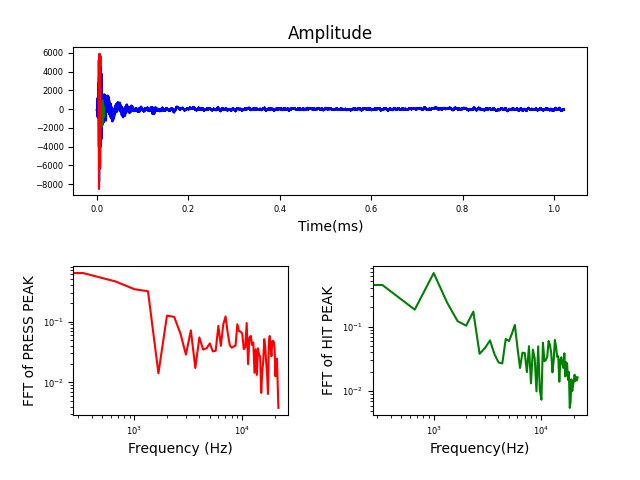 Amplitude
6000
4000
2000
0
−2000
−4000
−6000
−8000
0.0 0.2 0.4 0.6 0.8 1.0
Time(ms)
FFT of PRESS PEAK
10⁻¹
10⁻²
10³ 10⁴
Frequency (Hz)
FFT of HIT PEAK
10⁻¹
10⁻²
10³ 10⁴
Frequency(Hz)